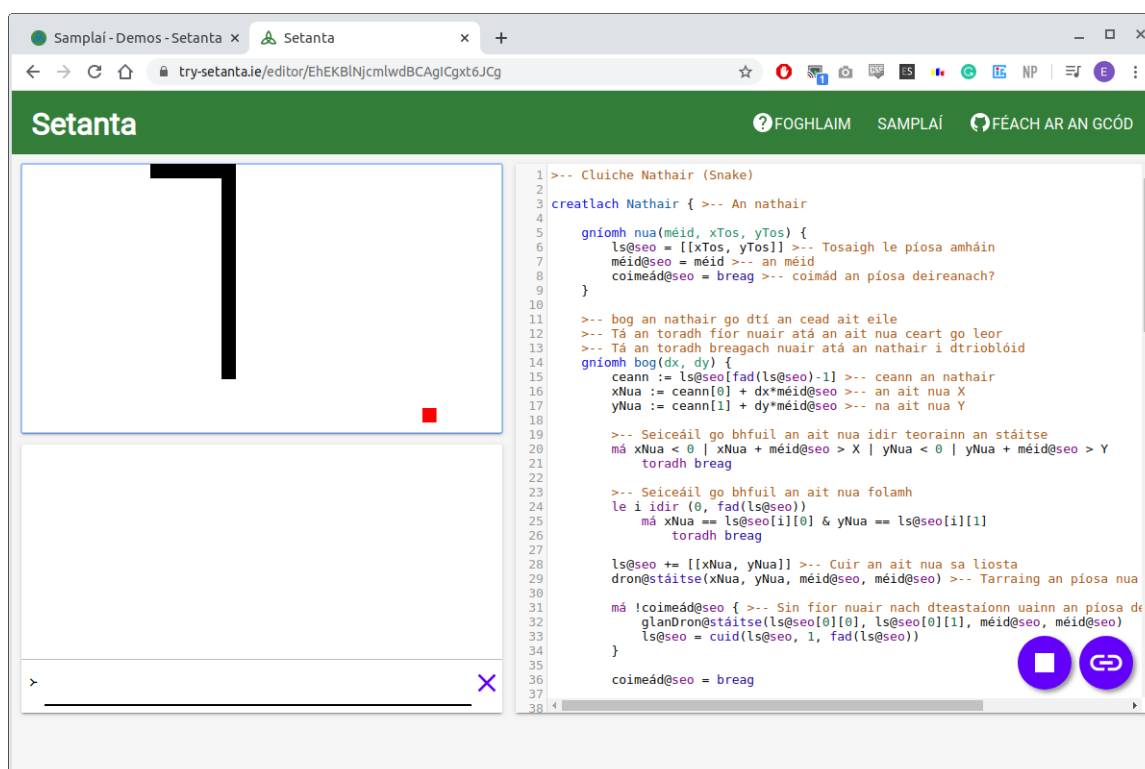 Samplaí - Demos - Setanta
Setanta
try-setanta.ie/editor/EhEKBlNjcmlwdBCAgICgxt6JCg
1
CSS
ES
NP
E
Setanta
FOGHLAIM
SAMPLAÍ
FÉACH AR AN GCÓD
1 >-- Cluiche Nathair (Snake)
2
3 creatlach Nathair { >-- An nathair
4
5 gníomh nua(méid, xTos, yTos) {
6 ls@seo = [[xTos, yTos]] >-- Tosaigh le píosa amháin
7 méid@seo = méid >-- an méid
8 coimeád@seo = breag >-- coimád an píosa deireanach?
9 }
10
11 >-- bog an nathair go dtí an cead ait eile
12 >-- Tá an toradh fíor nuair atá an ait nua ceart go leor
13 >-- Tá an toradh breagach nuair atá an nathair i dtrioblóid
14 gníomh bog(dx, dy) {
15 ceann := ls@seo[fad(ls@seo)-1] >-- ceann an nathair
16 xNua := ceann[0] + dx*méid@seo >-- an ait nua X
17 yNua := ceann[1] + dy*méid@seo >-- na ait nua Y
18
19 >-- Seiceáil go bhfuil an ait nua idir teorainn an stáitse
20 má xNua < 0 | xNua + méid@seo > X | yNua < 0 | yNua + méid@seo > Y
21 toradh breag
22
23 >-- Seiceáil go bhfuil an ait nua folamh
24 le i idir (0, fad(ls@seo))
25 má xNua == ls@seo[i][0] & yNua == ls@seo[i][1]
26 toradh breag
27
28 ls@seo += [[xNua, yNua]] >-- Cuir an ait nua sa liosta
29 dron@stáitse(xNua, yNua, méid@seo, méid@seo) >-- Tarraing an píosa nua
30
31 má !coimeád@seo { >-- Sin fíor nuair nach dteastaíonn uainn an píosa de
32 glanDron@stáitse(ls@seo[0][0], ls@seo[0][1], méid@seo, méid@seo)
33 ls@seo = cuid(ls@seo, 1, fad(ls@seo))
34 }
35
36 coimeád@seo = breag
37
38